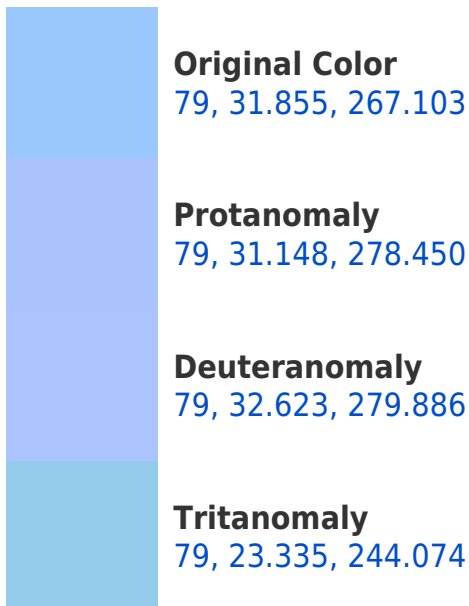 Original Color
79, 31.855, 267.103
Protanomaly
79, 31.148, 278.450
Deuteranomaly
79, 32.623, 279.886
Tritanomaly
79, 23.335, 244.074